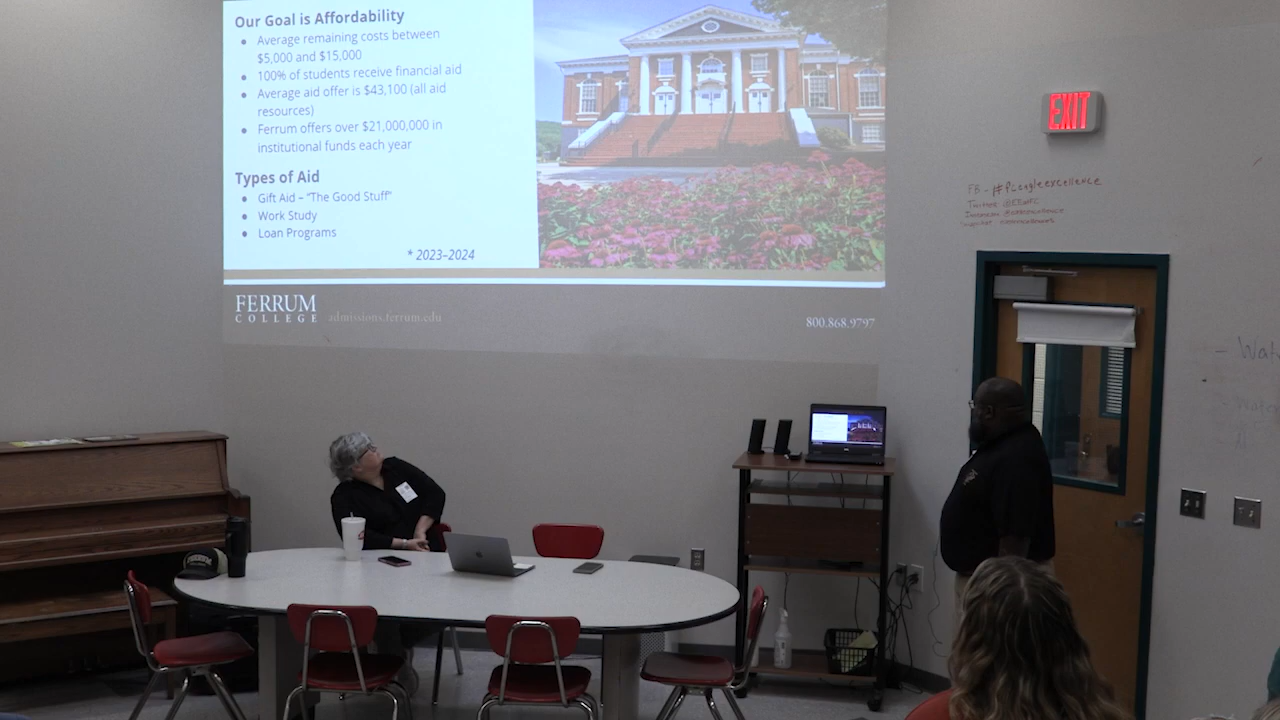 Our Goal is Affordability
• Average remaining costs between
$5,000 and $15,000
• 100% of students receive financial aid
• Average aid offer is $43,100 (all aid
resources)
• Ferrum offers over $21,000,000 in
institutional funds each year
Types of Aid
• Gift Aid – "The Good Stuff"
• Work Study
• Loan Programs
* 2023–2024
FERRUM
COLLEGE
admissions.ferrum.edu
800.868.9797
EXIT
FB -
Twitter